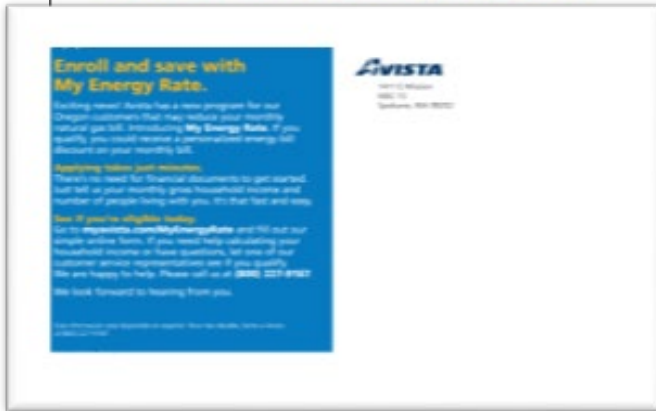 Enroll and save with
My Energy Rate.
Exciting news! Avista has a new program for our
Oregon customers that may reduce your monthly
natural gas bill. Introducing My Energy Rate. If you
qualify, you could receive a personalized energy bill
discount on your monthly bill.
Applying takes just minutes.
There's no need for financial documents to get started.
Just tell us your monthly gross household income and
number of people living with you. It's that fast and easy.
See if you're eligible today.
Go to myavista.com/MyEnergyRate and fill out our
simple online form. If you need help calculating your
household income or have questions, let one of our
customer service representatives see if you qualify.
We are happy to help. Please call us at (800) 227-9187
We look forward to hearing from you.
AVISTA
Spokane, WA